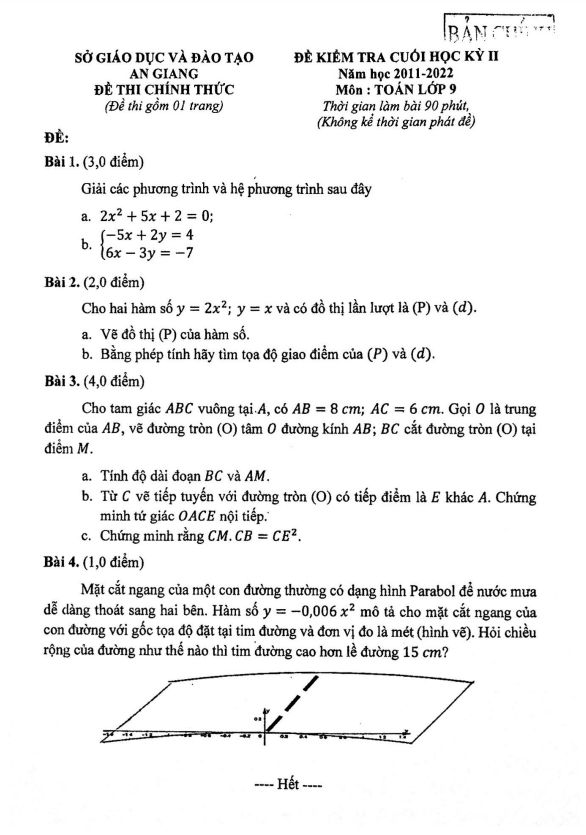 BẢN CHÍNH
SỞ GIÁO DỤC VÀ ĐÀO TẠO
AN GIANG
ĐỀ THI CHÍNH THỨC
(Đề thi gồm 01 trang)
ĐỀ KIỂM TRA CUỐI HỌC KỲ II
Năm học 2011-2022
Môn : TOÁN LỚP 9
Thời gian làm bài 90 phút,
(Không kể thời gian phát đề)
ĐỀ:
Bài 1. (3,0 điểm)
Giải các phương trình và hệ phương trình sau đây
a. 2x² + 5x + 2 = 0;
b. {−5x + 2y = 4
6x − 3y = −7
Bài 2. (2,0 điểm)
Cho hai hàm số y = 2x²; y = x và có đồ thị lần lượt là (P) và (d).
a. Vẽ đồ thị (P) của hàm số.
b. Bằng phép tính hãy tìm tọa độ giao điểm của (P) và (d).
Bài 3. (4,0 điểm)
Cho tam giác ABC vuông tại A, có AB = 8 cm; AC = 6 cm. Gọi O là trung
điểm của AB, vẽ đường tròn (O) tâm O đường kính AB; BC cắt đường tròn (O) tại
điểm M.
a. Tính độ dài đoạn BC và AM.
b. Từ C vẽ tiếp tuyến với đường tròn (O) có tiếp điểm là E khác A. Chứng
minh tứ giác OACE nội tiếp.
c. Chứng minh rằng CM. CB = CE².
Bài 4. (1,0 điểm)
Mặt cắt ngang của một con đường thường có dạng hình Parabol để nước mưa
dễ dàng thoát sang hai bên. Hàm số y = −0,006 x² mô tả cho mặt cắt ngang của
con đường với gốc tọa độ đặt tại tim đường và đơn vị đo là mét (hình vẽ). Hỏi chiều
rộng của đường như thế nào thì tim đường cao hơn lề đường 15 cm?
---- Hết ----